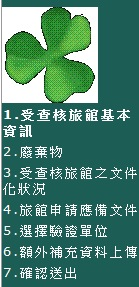 1.受查核旅館基本
資訊
2.廢棄物
3.受查核旅館之文件
化狀況
4.旅館申請應備文件
5.選擇驗證單位
6.額外補充資料上傳
7.確認送出